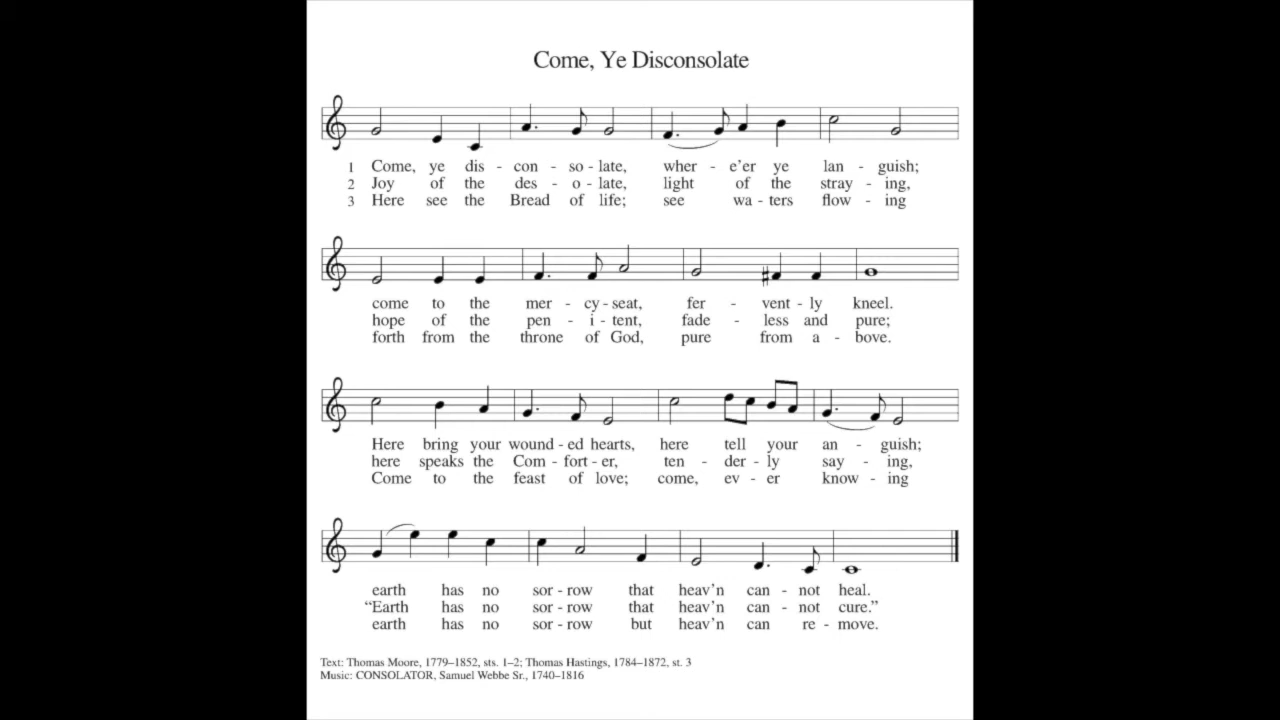 Come, Ye Disconsolate
1 Come, ye dis - con - so - late, wher - e'er ye lan - guish;
2 Joy of the des - o - late, light of the stray - ing,
3 Here see the Bread of life; see wa - ters flow - ing
come to the mer - cy - seat, fer - vent - ly kneel.
hope of the pen - i - tent, fade - less and pure;
forth from the throne of God, pure from a - bove.
Here bring your wound - ed hearts, here tell your an - guish;
here speaks the Com - fort - er, ten - der - ly say - ing,
Come to the feast of love; come, ev - er know - ing
earth has no sor - row that heav'n can - not heal.
“Earth has no sor - row that heav'n can - not cure.”
earth has no sor - row but heav'n can re - move.
Text: Thomas Moore, 1779–1852, sts. 1–2; Thomas Hastings, 1784–1872, st. 3
Music: CONSOLATOR, Samuel Webbe Sr., 1740–1816